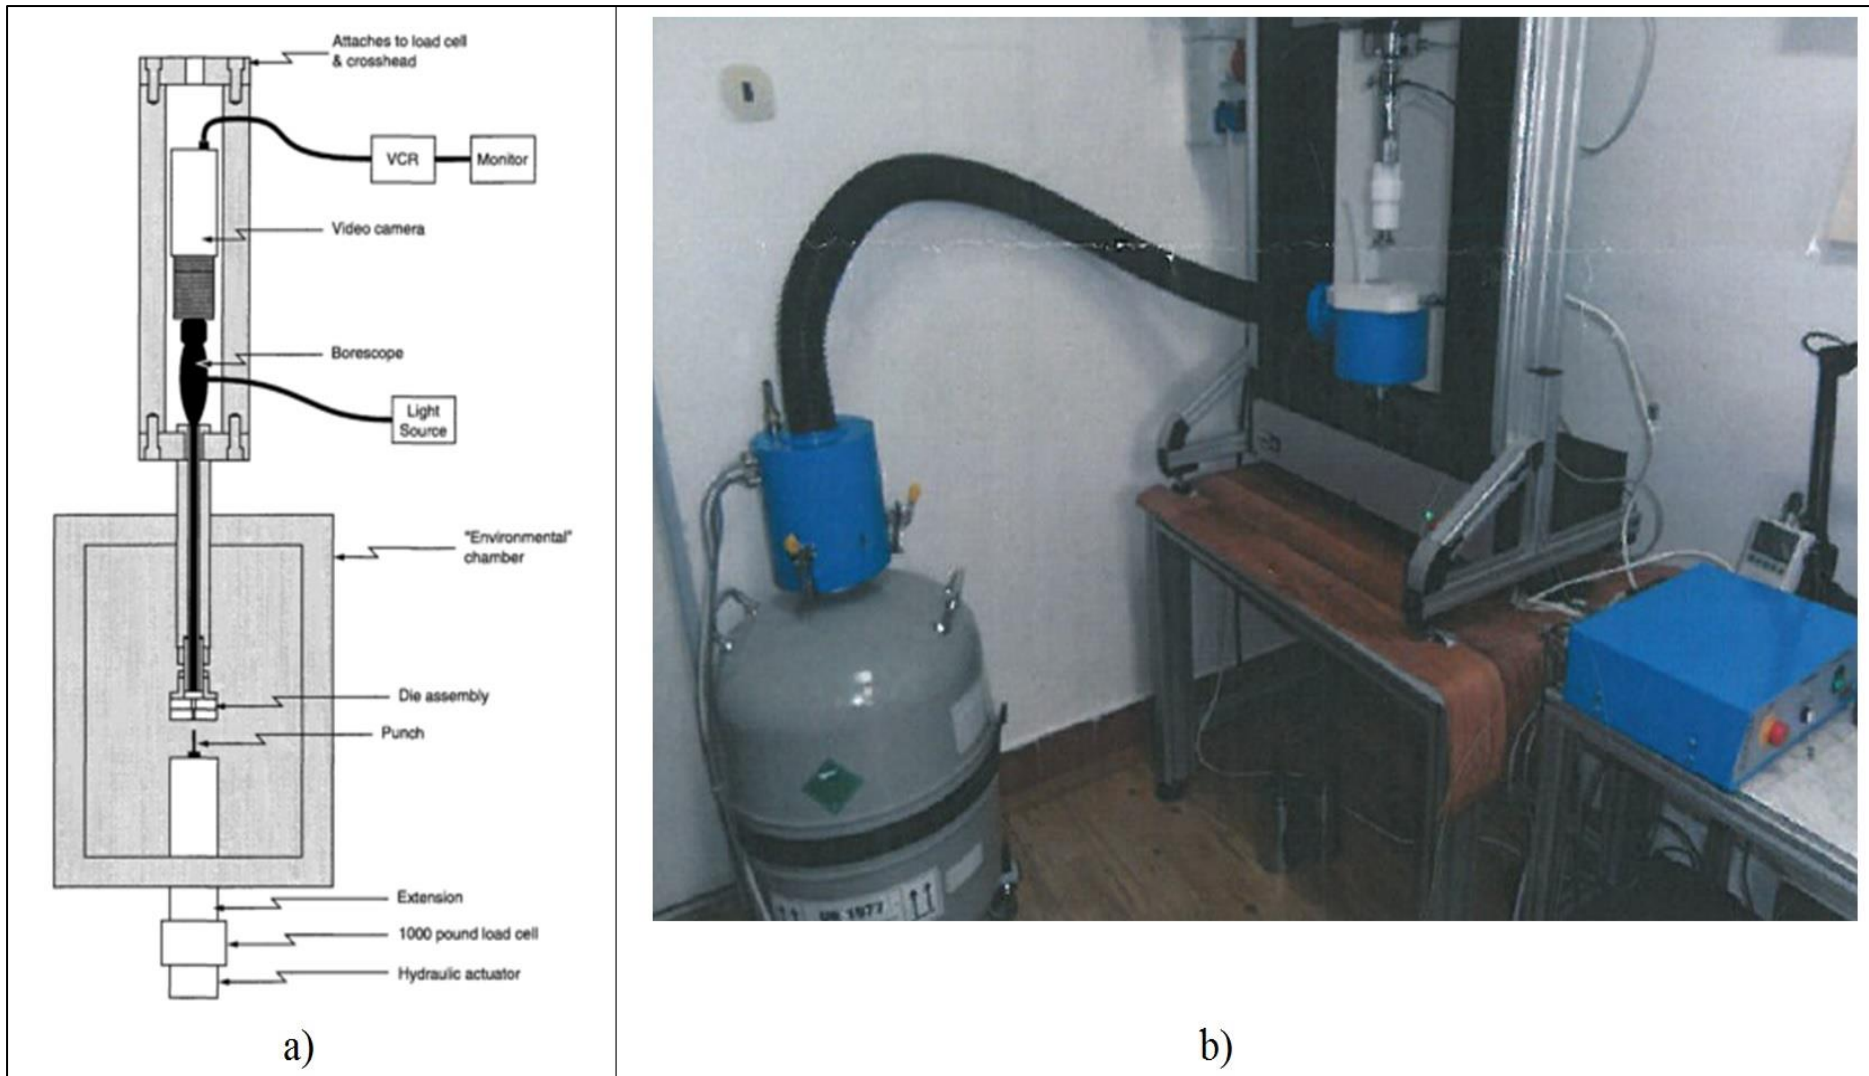 Attaches to load cell
& crosshead
VCR
Monitor
Video camera
Borescope
Light
Source
"Environmental"
chamber
Die assembly
Punch
Extension
1000 pound load cell
Hydraulic actuator
UN 1977
a)
b)